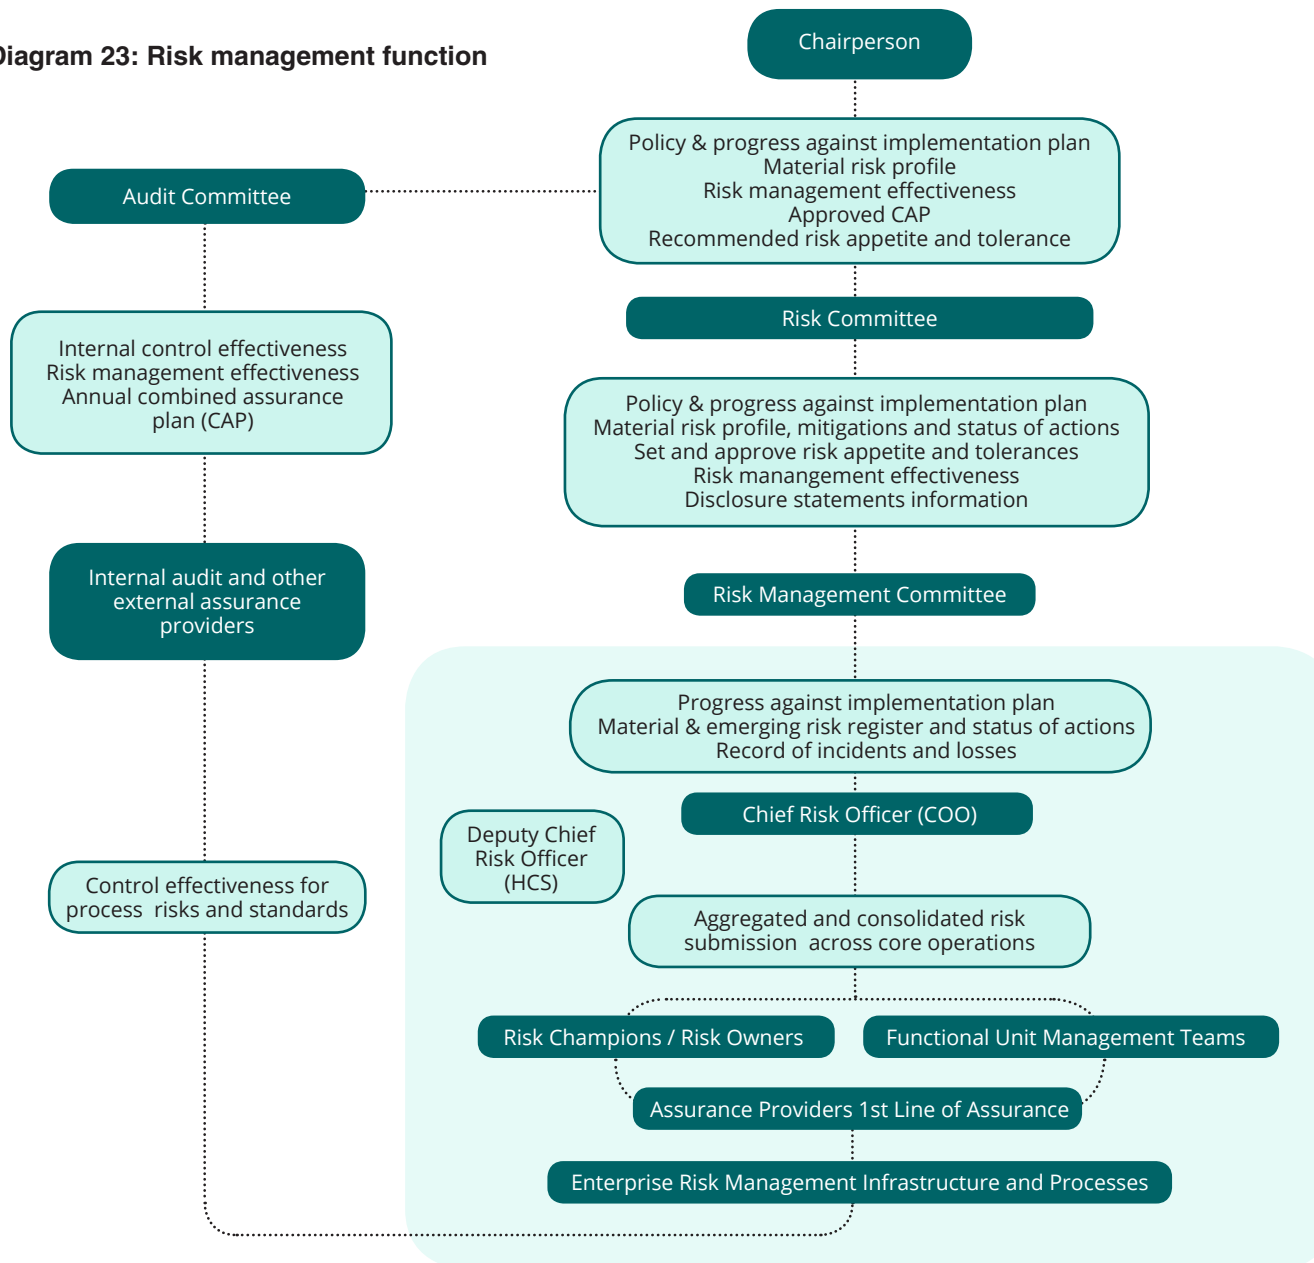 Diagram 23: Risk management function
Chairperson
Policy & progress against implementation plan
Material risk profile
Risk management effectiveness
Approved CAP
Recommended risk appetite and tolerance
Audit Committee
Risk Committee
Internal control effectiveness
Risk management effectiveness
Annual combined assurance
plan (CAP)
Policy & progress against implementation plan
Material risk profile, mitigations and status of actions
Set and approve risk appetite and tolerances
Risk manangement effectiveness
Disclosure statements information
Internal audit and other
external assurance
providers
Risk Management Committee
Progress against implementation plan
Material & emerging risk register and status of actions
Record of incidents and losses
Chief Risk Officer (COO)
Deputy Chief
Risk Officer
(HCS)
Control effectiveness for
process risks and standards
Aggregated and consolidated risk
submission across core operations
Risk Champions / Risk Owners
Functional Unit Management Teams
Assurance Providers 1st Line of Assurance
Enterprise Risk Management Infrastructure and Processes